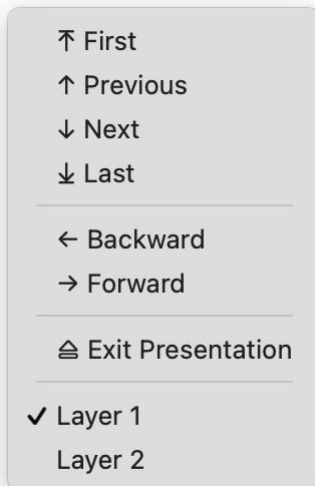 ⤒ First
↑ Previous
↓ Next
⤓ Last
← Backward
→ Forward
⏏ Exit Presentation
✓ Layer 1
Layer 2